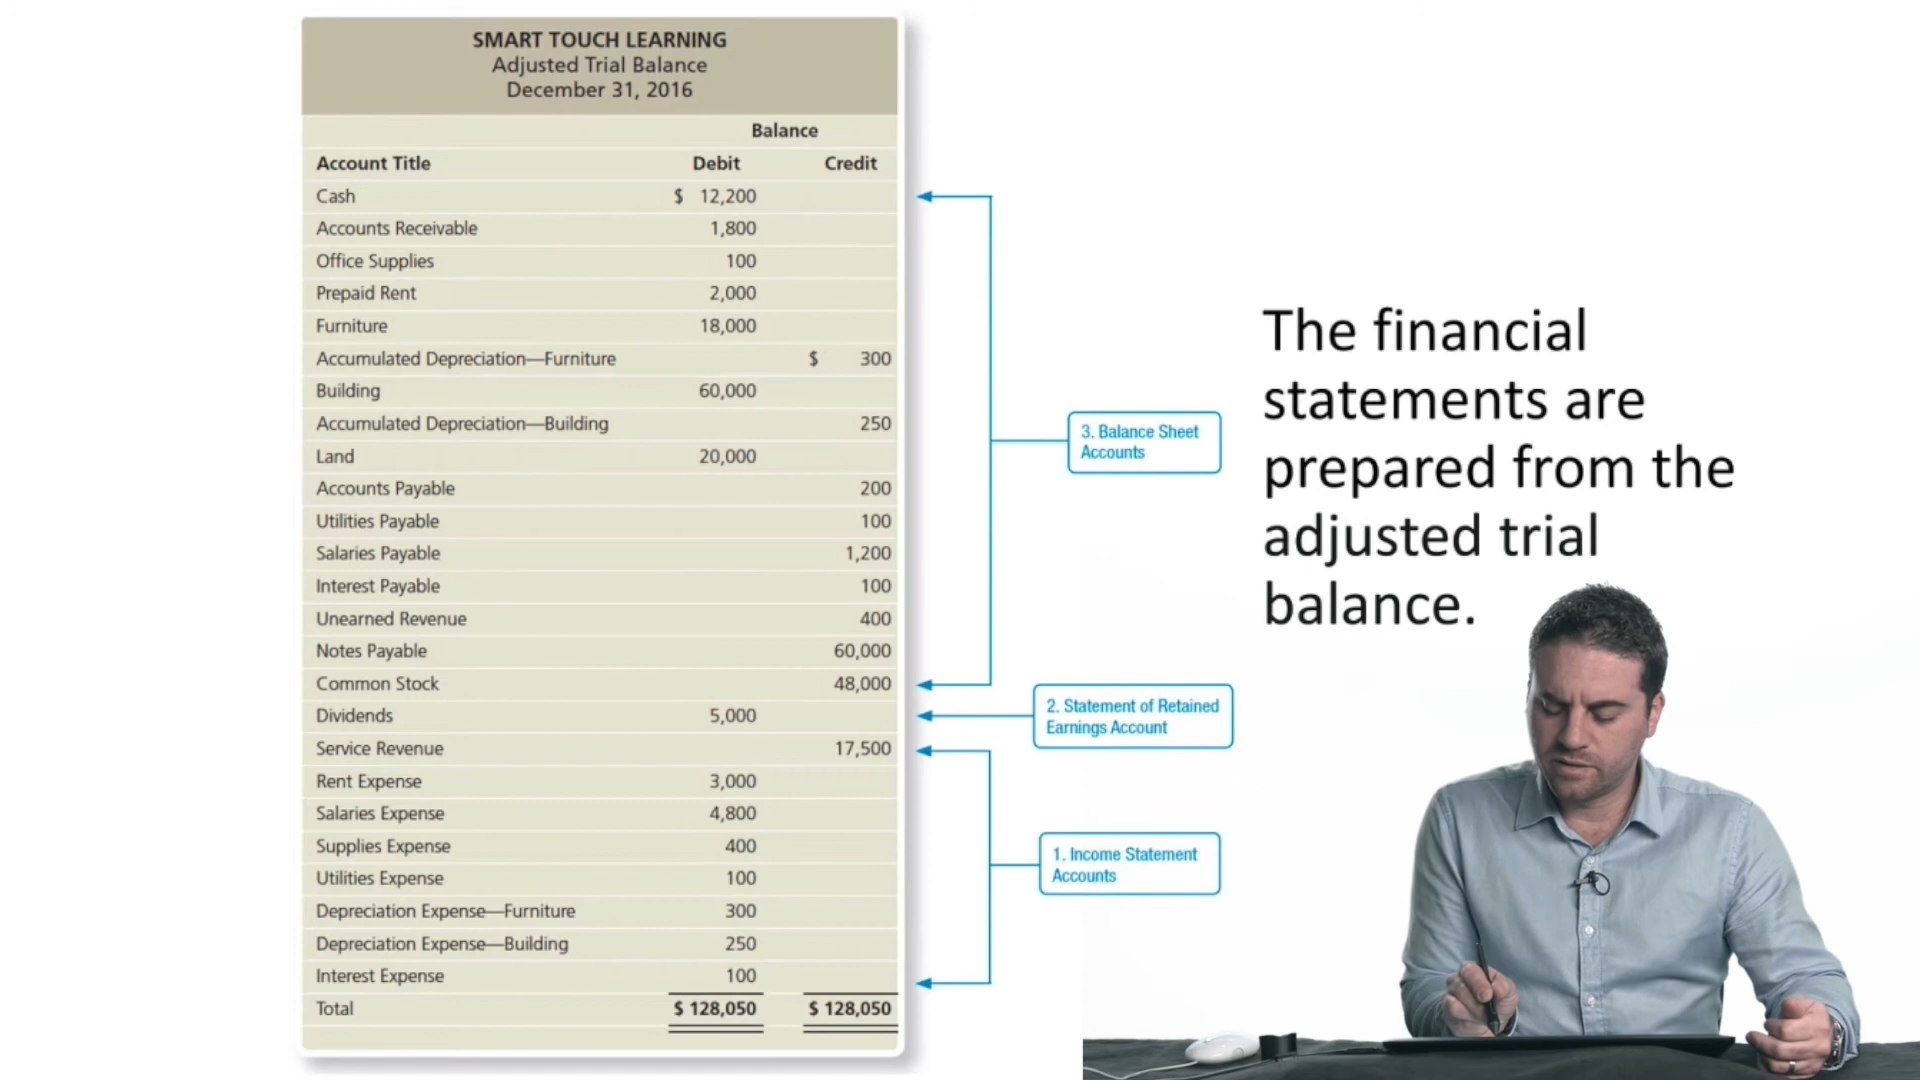 SMART TOUCH LEARNING
Adjusted Trial Balance
December 31, 2016
Balance
Account Title Debit Credit
Cash $ 12,200
Accounts Receivable 1,800
Office Supplies 100
Prepaid Rent 2,000
Furniture 18,000
Accumulated Depreciation—Furniture $ 300
Building 60,000
Accumulated Depreciation—Building 250
Land 20,000
Accounts Payable 200
Utilities Payable 100
Salaries Payable 1,200
Interest Payable 100
Unearned Revenue 400
Notes Payable 60,000
Common Stock 48,000
Dividends 5,000
Service Revenue 17,500
Rent Expense 3,000
Salaries Expense 4,800
Supplies Expense 400
Utilities Expense 100
Depreciation Expense—Furniture 300
Depreciation Expense—Building 250
Interest Expense 100
Total $ 128,050 $ 128,050
3. Balance Sheet
Accounts
2. Statement of Retained
Earnings Account
1. Income Statement
Accounts
The financial
statements are
prepared from the
adjusted trial
balance.